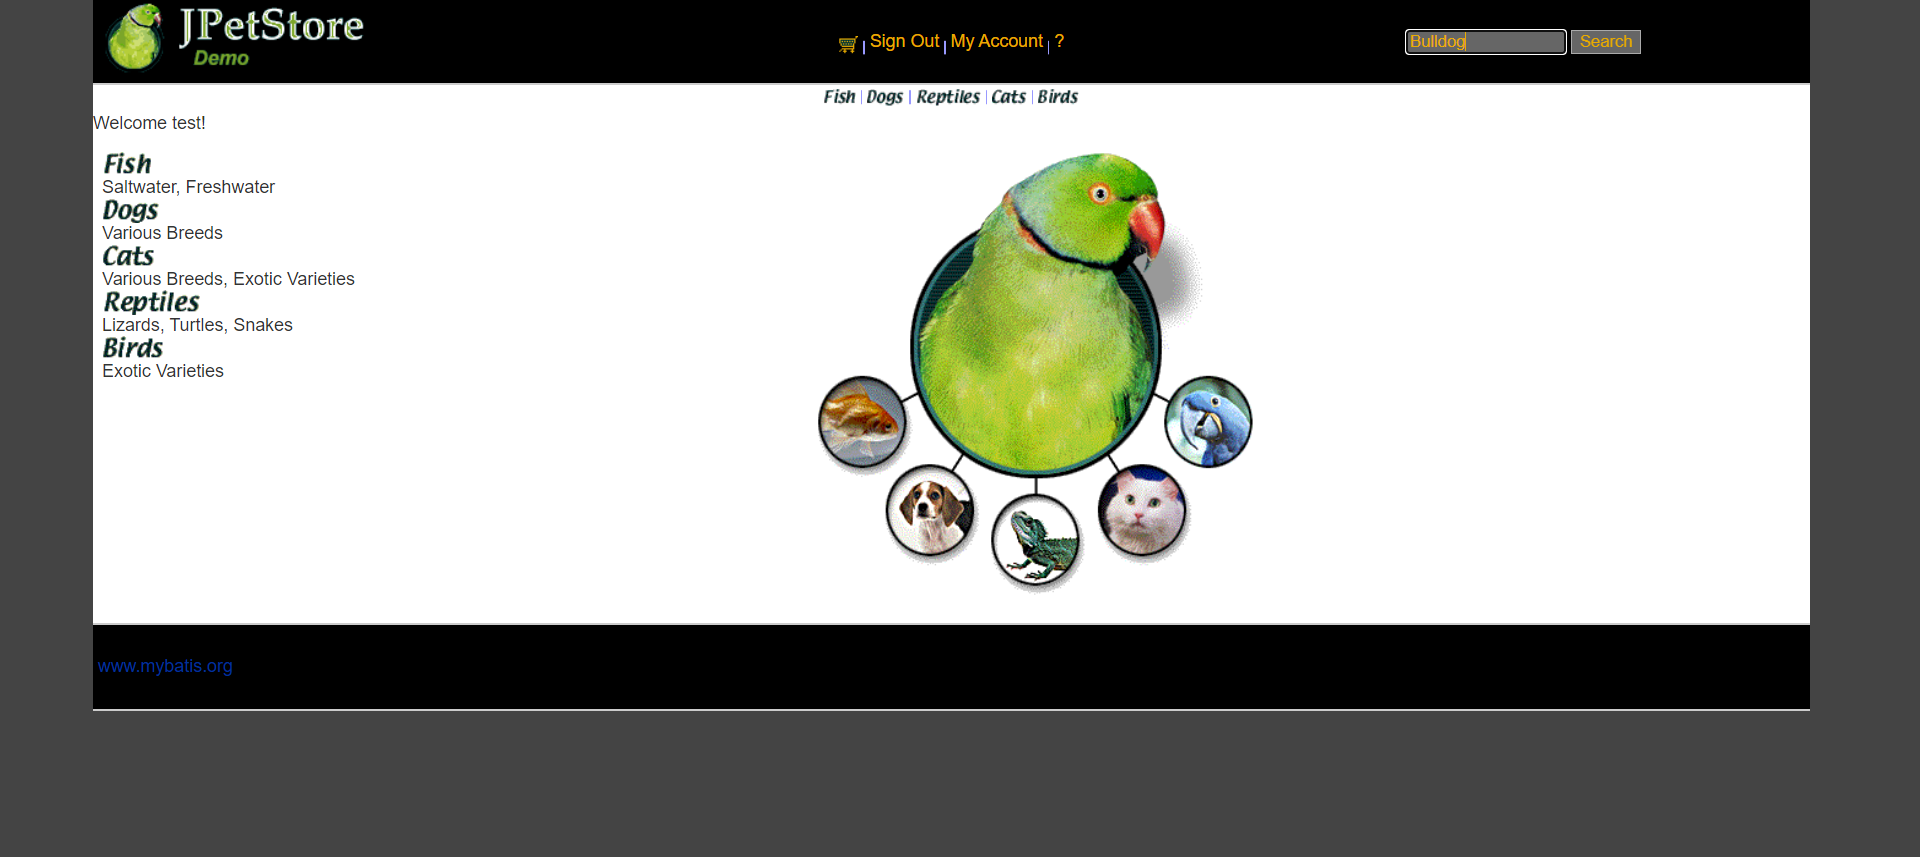 JPetStore
Demo
Sign Out | My Account | ?
Bulldog Search
Fish | Dogs | Reptiles | Cats | Birds
Welcome test!
Fish
Saltwater, Freshwater
Dogs
Various Breeds
Cats
Various Breeds, Exotic Varieties
Reptiles
Lizards, Turtles, Snakes
Birds
Exotic Varieties
www.mybatis.org